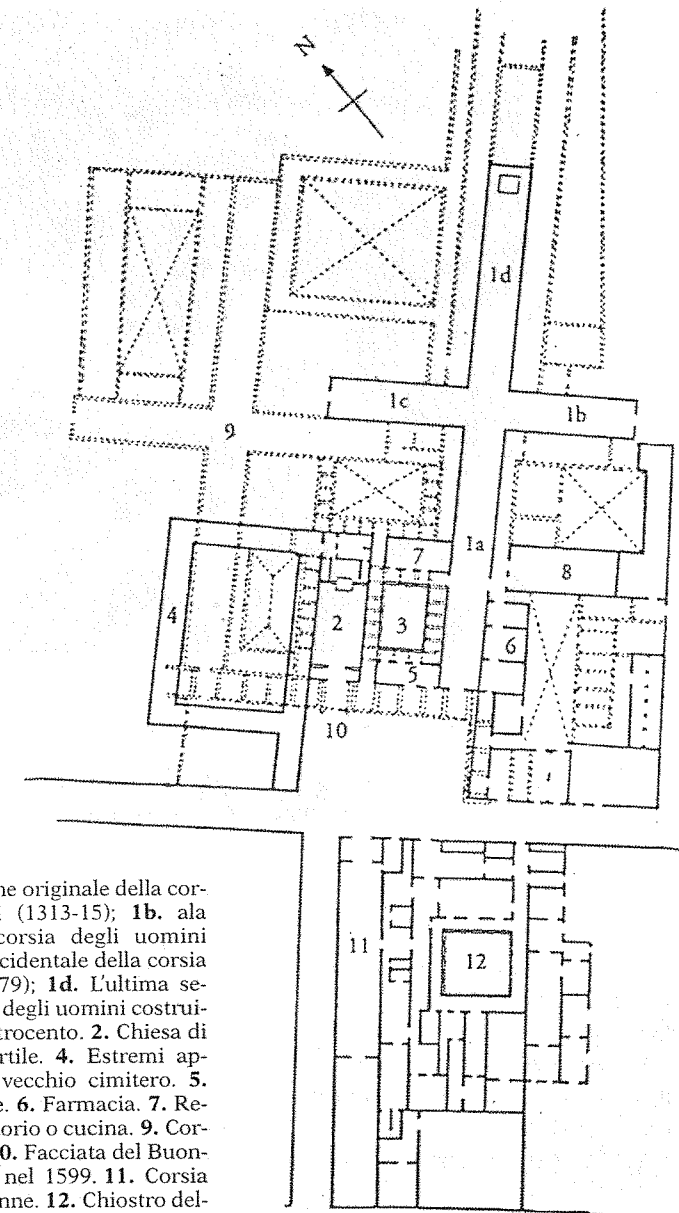 N
1d
1c
1b
9
1a
7
8
4
2
3
6
5
10
11
12
ne originale della cor-
(1313-15); 1b. ala
corsia degli uomini
cidentale della corsia
79); 1d. L'ultima se-
degli uomini costrui-
trocento. 2. Chiesa di
rtile. 4. Estremi ap-
vecchio cimitero. 5.
e. 6. Farmacia. 7. Re-
torio o cucina. 9. Cor-
0. Facciata del Buon-
nel 1599. 11. Corsia
nne. 12. Chiostro del-